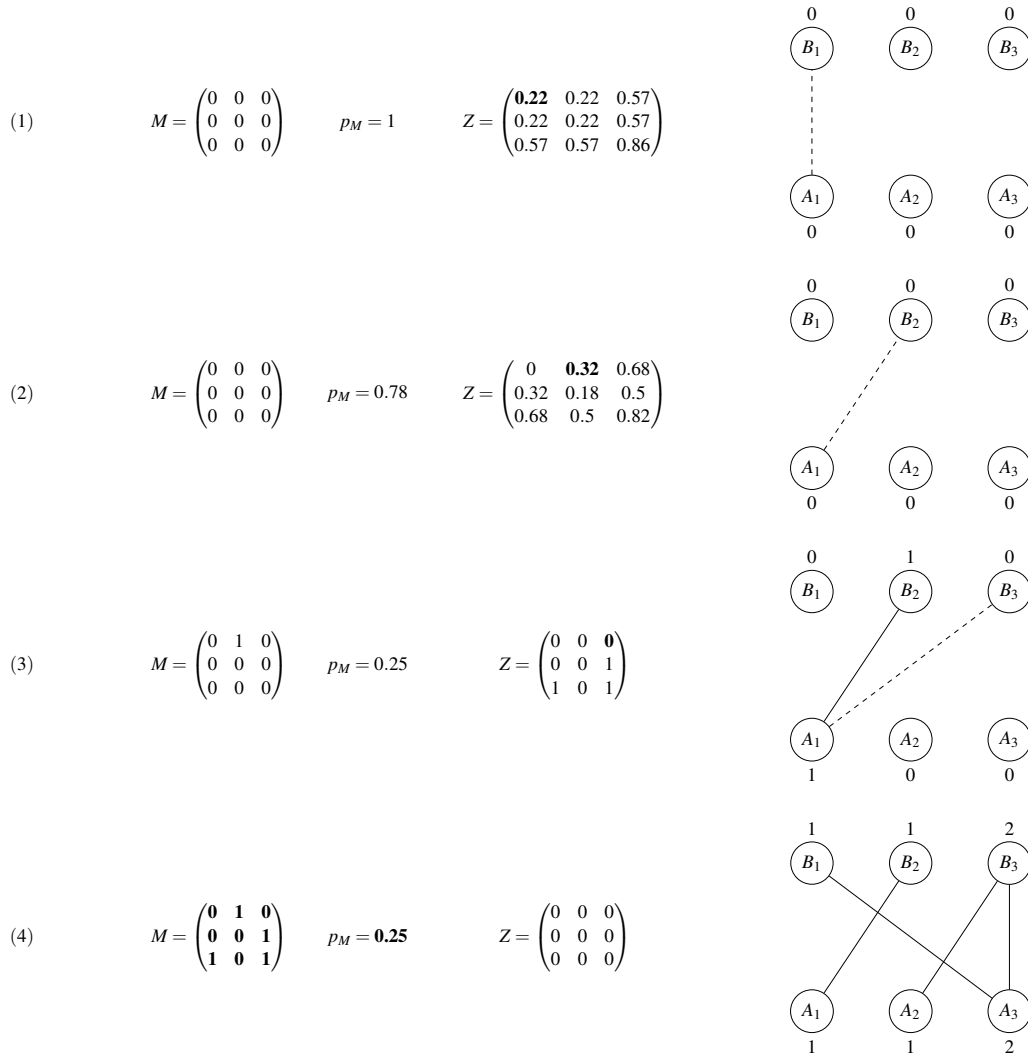 0 0 0
B₁ B₂ B₃
(1) M = (0 0 0
0 0 0
0 0 0) p_M = 1 Z = (0.22 0.22 0.57
0.22 0.22 0.57
0.57 0.57 0.86)
A₁ A₂ A₃
0 0 0
0 0 0
B₁ B₂ B₃
(2) M = (0 0 0
0 0 0
0 0 0) p_M = 0.78 Z = (0 0.32 0.68
0.32 0.18 0.5
0.68 0.5 0.82)
A₁ A₂ A₃
0 0 0
0 1 0
B₁ B₂ B₃
(3) M = (0 1 0
0 0 0
0 0 0) p_M = 0.25 Z = (0 0 0
0 0 1
1 0 1)
A₁ A₂ A₃
1 0 0
1 1 2
B₁ B₂ B₃
(4) M = (0 1 0
0 0 1
1 0 1) p_M = 0.25 Z = (0 0 0
0 0 0
0 0 0)
A₁ A₂ A₃
1 1 2